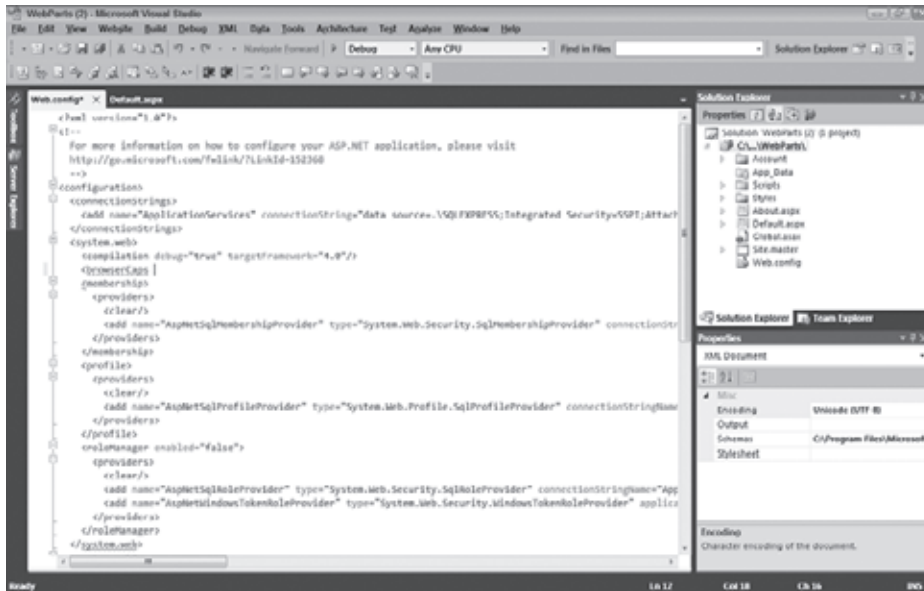 WebParts (2) - Microsoft Visual Studio
File Edit View Website Build Debug XML Data Tools Architecture Test Analyze Window Help
Navigate Forward Debug Any CPU Find in Files Solution Explorer
Web.config* Default.aspx
Toolbox
Server Explorer
<?xml version="1.0"?>
<!--
For more information on how to configure your ASP.NET application, please visit
http://go.microsoft.com/fwlink/?LinkId=152368
-->
<configuration>
<connectionStrings>
<add name="ApplicationServices" connectionString="data source=.\SQLEXPRESS;Integrated Security=SSPI;Attach
</connectionStrings>
<system.web>
<compilation debug="true" targetFramework="4.0"/>
<browserCaps
<membership>
<providers>
<clear/>
<add name="AspNetSqlMembershipProvider" type="System.Web.Security.SqlMembershipProvider" connectionStr
</providers>
</membership>
<profile>
<providers>
<clear/>
<add name="AspNetSqlProfileProvider" type="System.Web.Profile.SqlProfileProvider" connectionStringName
</providers>
</profile>
<roleManager enabled="false">
<providers>
<clear/>
<add name="AspNetSqlRoleProvider" type="System.Web.Security.SqlRoleProvider" connectionStringName="App
<add name="AspNetWindowsTokenRoleProvider" type="System.Web.Security.WindowsTokenRoleProvider" applica
</providers>
</roleManager>
</system.web>
Solution Explorer
Properties
Solution 'WebParts (2)' (1 project)
C:\...\WebParts\
Account
App_Data
Scripts
Styles
About.aspx
Default.aspx
Global.asax
Site.master
Web.config
Solution Explorer Team Explorer
Properties
XML Document
Misc
Encoding Unicode (UTF-8)
Output
Schemas C:\Program Files\Microsoft
Stylesheet
Encoding
Character encoding of the document.
Ready Ln 12 Col 18 Ch 16 INS